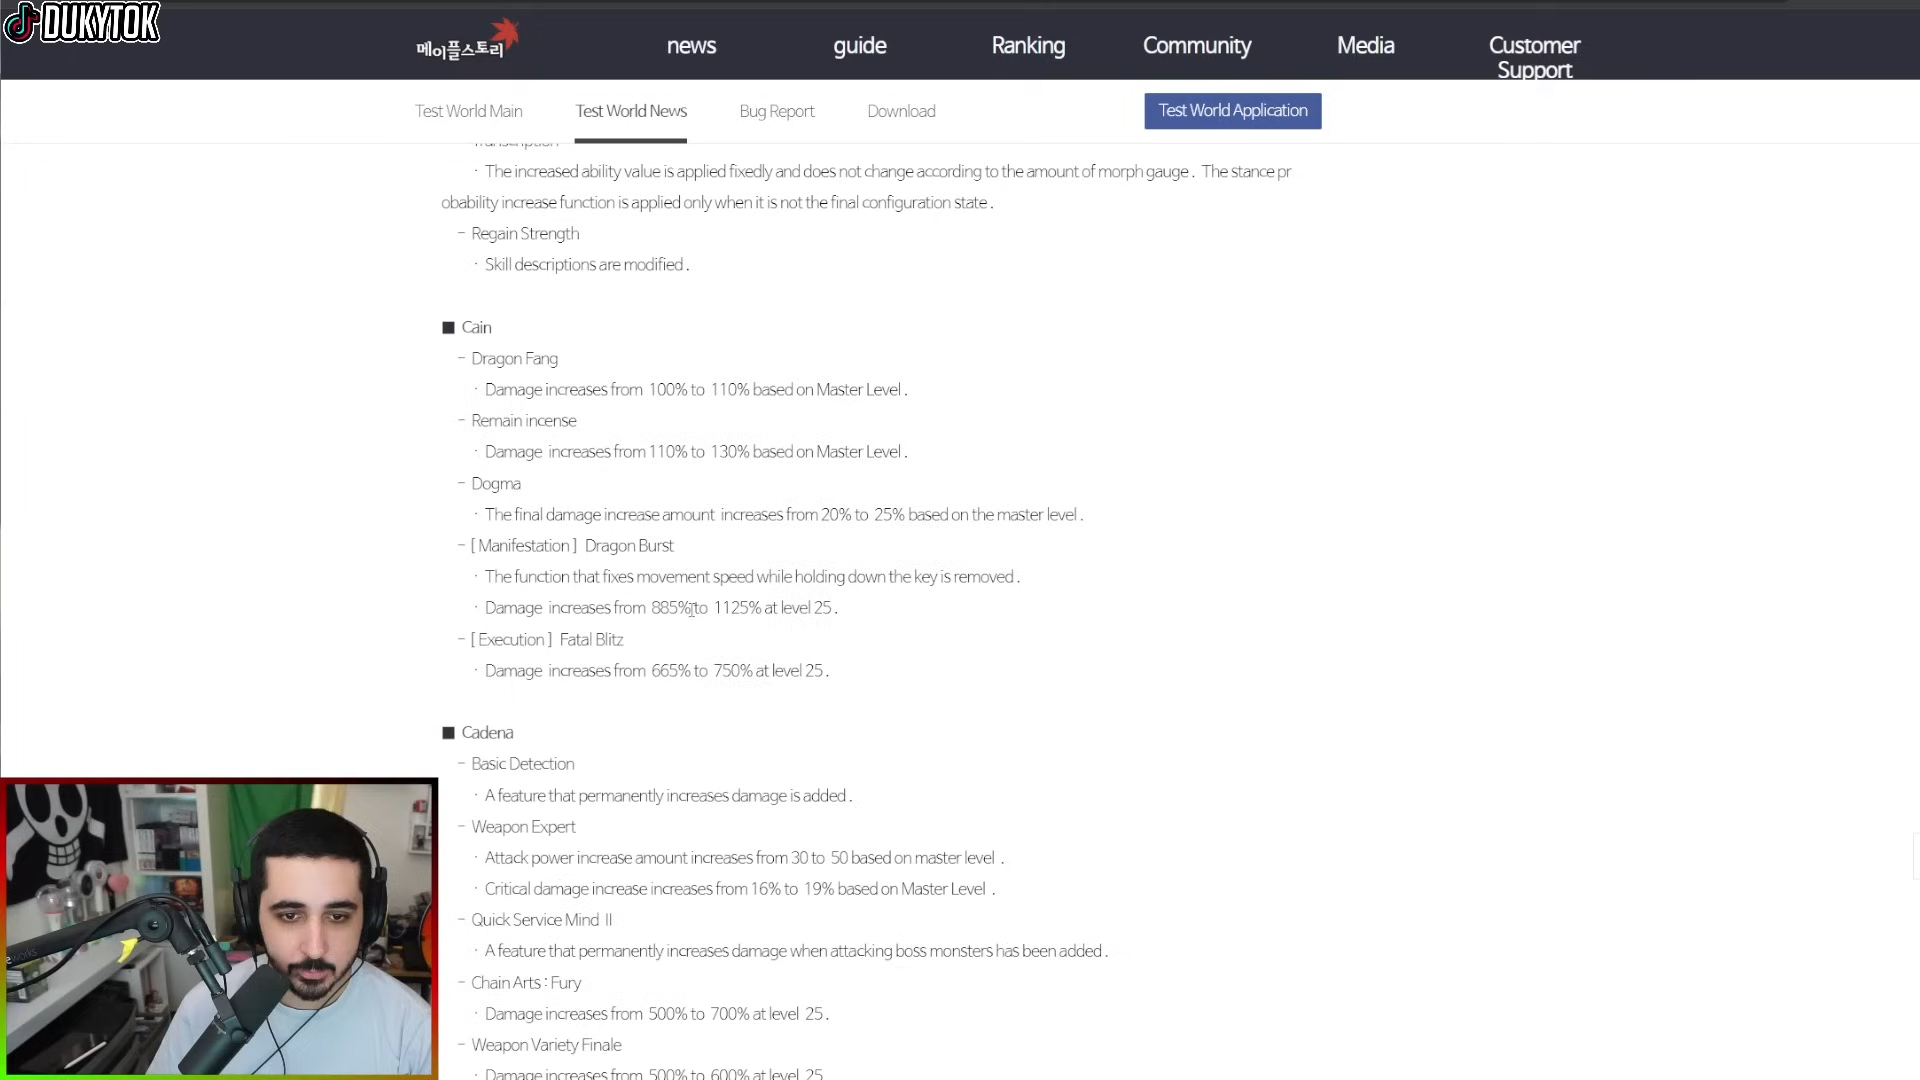 DUKYTOK
메이플스토리
news
guide
Ranking
Community
Media
Customer
Support
Test World Main
Test World News
Bug Report
Download
Test World Application
Transcription
· The increased ability value is applied fixedly and does not change according to the amount of morph gauge . The stance pr
obability increase function is applied only when it is not the final configuration state .
− Regain Strength
· Skill descriptions are modified .
■ Cain
− Dragon Fang
· Damage increases from 100% to 110% based on Master Level .
− Remain incense
· Damage increases from 110% to 130% based on Master Level .
− Dogma
· The final damage increase amount increases from 20% to 25% based on the master level .
− [ Manifestation ] Dragon Burst
· The function that fixes movement speed while holding down the key is removed .
· Damage increases from 885% to 1125% at level 25 .
− [ Execution ] Fatal Blitz
· Damage increases from 665% to 750% at level 25 .
■ Cadena
− Basic Detection
· A feature that permanently increases damage is added .
− Weapon Expert
· Attack power increase amount increases from 30 to 50 based on master level .
· Critical damage increase increases from 16% to 19% based on Master Level .
− Quick Service Mind II
· A feature that permanently increases damage when attacking boss monsters has been added .
− Chain Arts : Fury
· Damage increases from 500% to 700% at level 25 .
− Weapon Variety Finale
· Damage increases from 500% to 600% at level 25